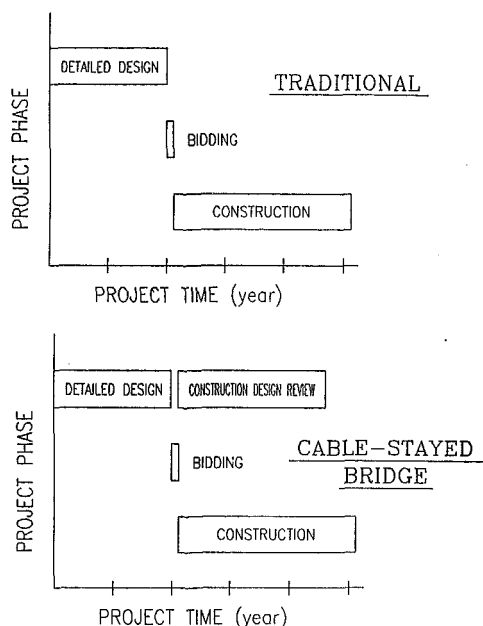 PROJECT PHASE
DETAILED DESIGN
TRADITIONAL
BIDDING
CONSTRUCTION
PROJECT TIME (year)
PROJECT PHASE
DETAILED DESIGN
CONSTRUCTION DESIGN REVIEW
BIDDING
CABLE-STAYED
BRIDGE
CONSTRUCTION
PROJECT TIME (year)